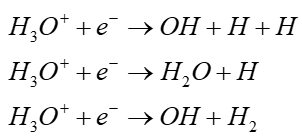 H₃O⁺ + e⁻ → OH + H + H
H₃O⁺ + e⁻ → H₂O + H
H₃O⁺ + e⁻ → OH + H₂